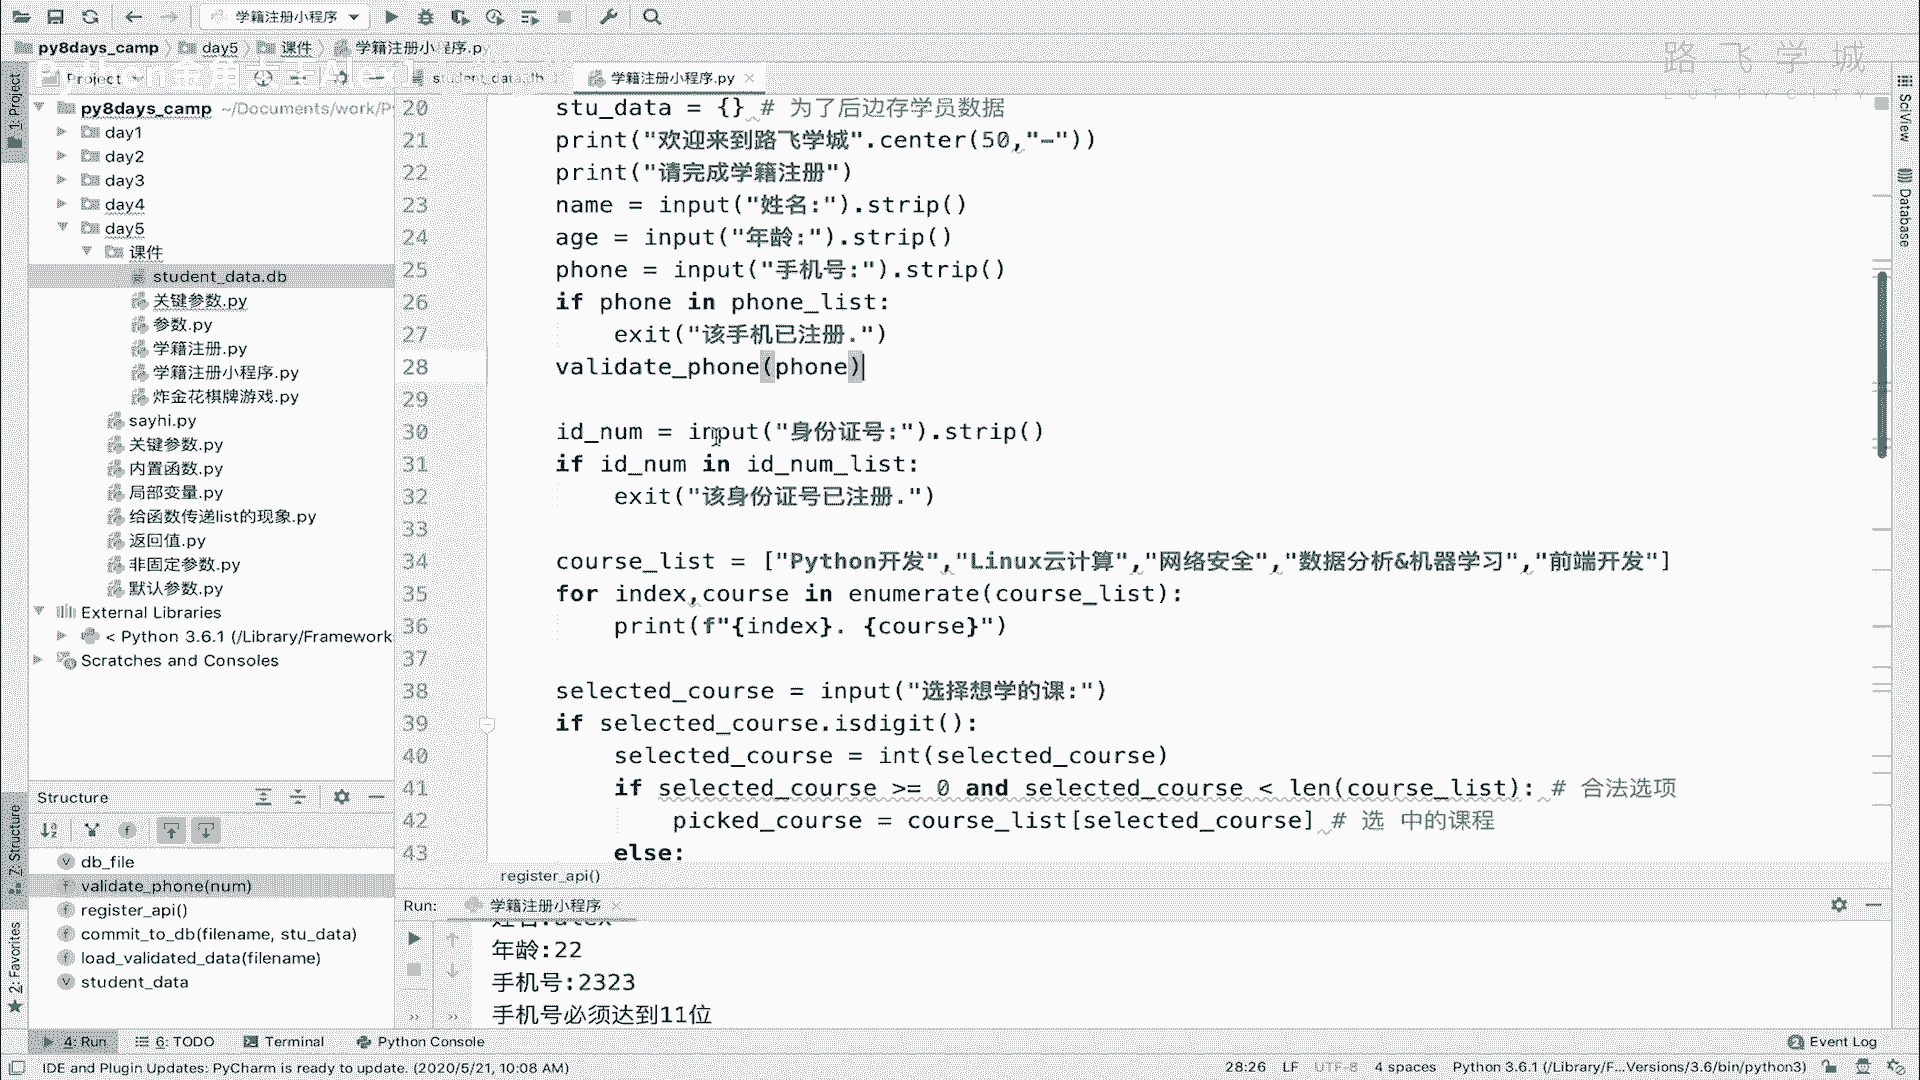 学籍注册小程序
py8days_camp day5 课件 学籍注册小程序.py
Project student_data.db 学籍注册小程序.py
路飞学城
LUFFYCITY
1: Project
py8days_camp ~/Documents/work/P
day1
day2
day3
day4
day5
课件
student_data.db
关键参数.py
参数.py
学籍注册.py
学籍注册小程序.py
炸金花棋牌游戏.py
sayhi.py
关键参数.py
内置函数.py
局部变量.py
给函数传递list的现象.py
返回值.py
非固定参数.py
默认参数.py
External Libraries
< Python 3.6.1 (/Library/Framework
Scratches and Consoles
20 stu_data = {} # 为了后边存学员数据
21 print("欢迎来到路飞学城".center(50,"-"))
22 print("请完成学籍注册")
23 name = input("姓名:").strip()
24 age = input("年龄:").strip()
25 phone = input("手机号:").strip()
26 if phone in phone_list:
27 exit("该手机已注册.")
28 validate_phone(phone)
29
30 id_num = input("身份证号:").strip()
31 if id_num in id_num_list:
32 exit("该身份证号已注册.")
33
34 course_list = ["Python开发","Linux云计算","网络安全","数据分析&机器学习","前端开发"]
35 for index,course in enumerate(course_list):
36 print(f"{index}. {course}")
37
38 selected_course = input("选择想学的课:")
39 if selected_course.isdigit():
40 selected_course = int(selected_course)
41 if selected_course >= 0 and selected_course < len(course_list): # 合法选项
42 picked_course = course_list[selected_course] # 选 中的课程
43 else:
register_api()
SciView
Database
7: Structure
Structure
db_file
validate_phone(num)
register_api()
commit_to_db(filename, stu_data)
load_validated_data(filename)
student_data
2: Favorites
Run: 学籍注册小程序
姓名:alex
年龄:22
手机号:2323
手机号必须达到11位
4: Run 6: TODO Terminal Python Console Event Log
IDE and Plugin Updates: PyCharm is ready to update. (2020/5/21, 10:08 AM) 28:26 LF UTF-8 4 spaces Python 3.6.1 (/Library/F...Versions/3.6/bin/python3)